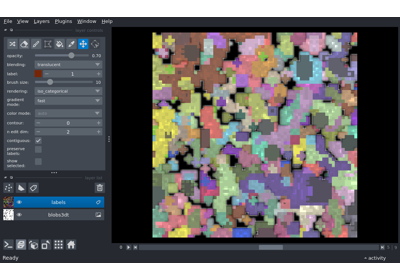 File View Layers Plugins Window Help
opacity: 0.70
blending: translucent
label: 1
brush size: 10
rendering: iso_categorical
gradient mode: fast
color mode:
contour: 0
n edit dim: 2
contiguous:
preserve labels:
show selected:
labels
blobs3dt
Ready
activity